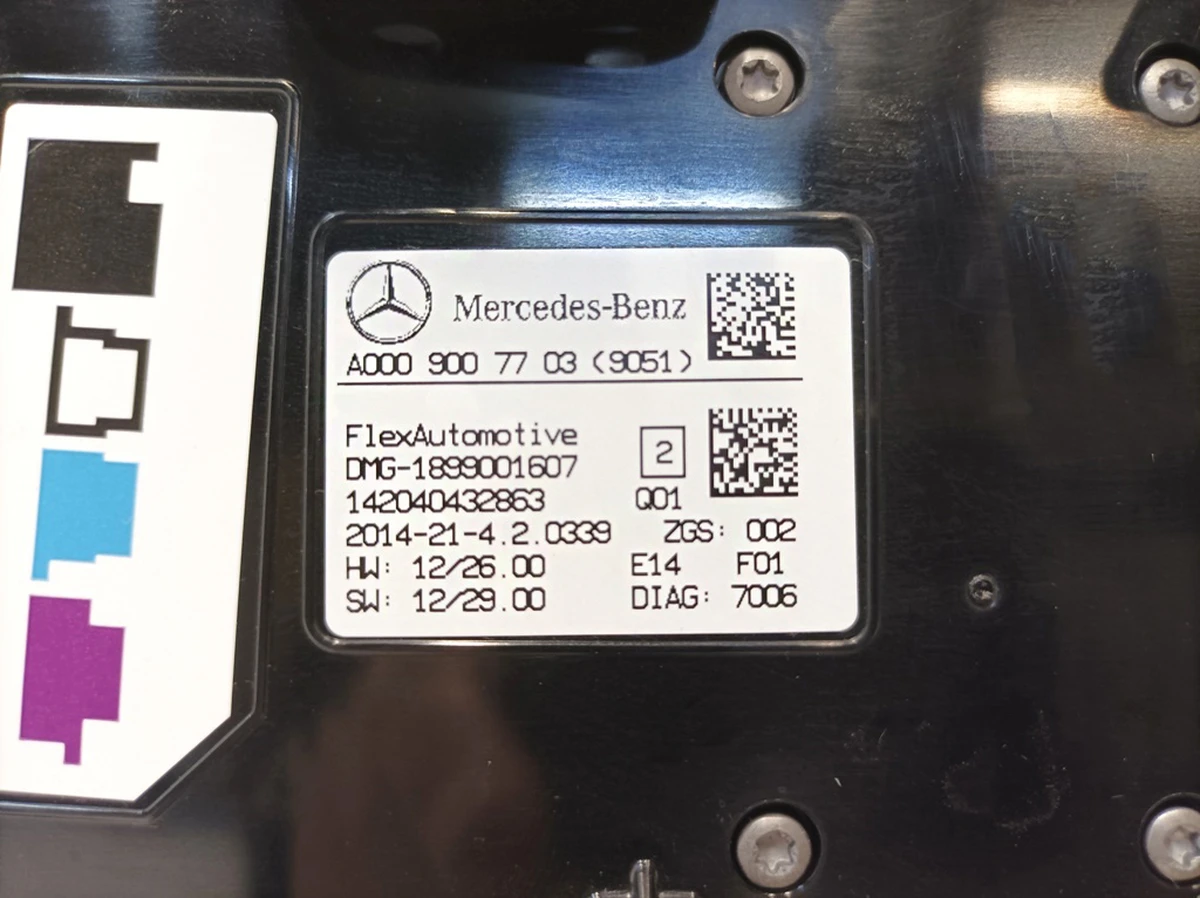 Mercedes-Benz
A000 900 77 03 (9051)
FlexAutomotive
DMG-1899001607
2
142040432863 Q01
2014-21-4.2.0339 ZGS: 002
HW: 12/26.00 E14 F01
SW: 12/29.00 DIAG: 7006